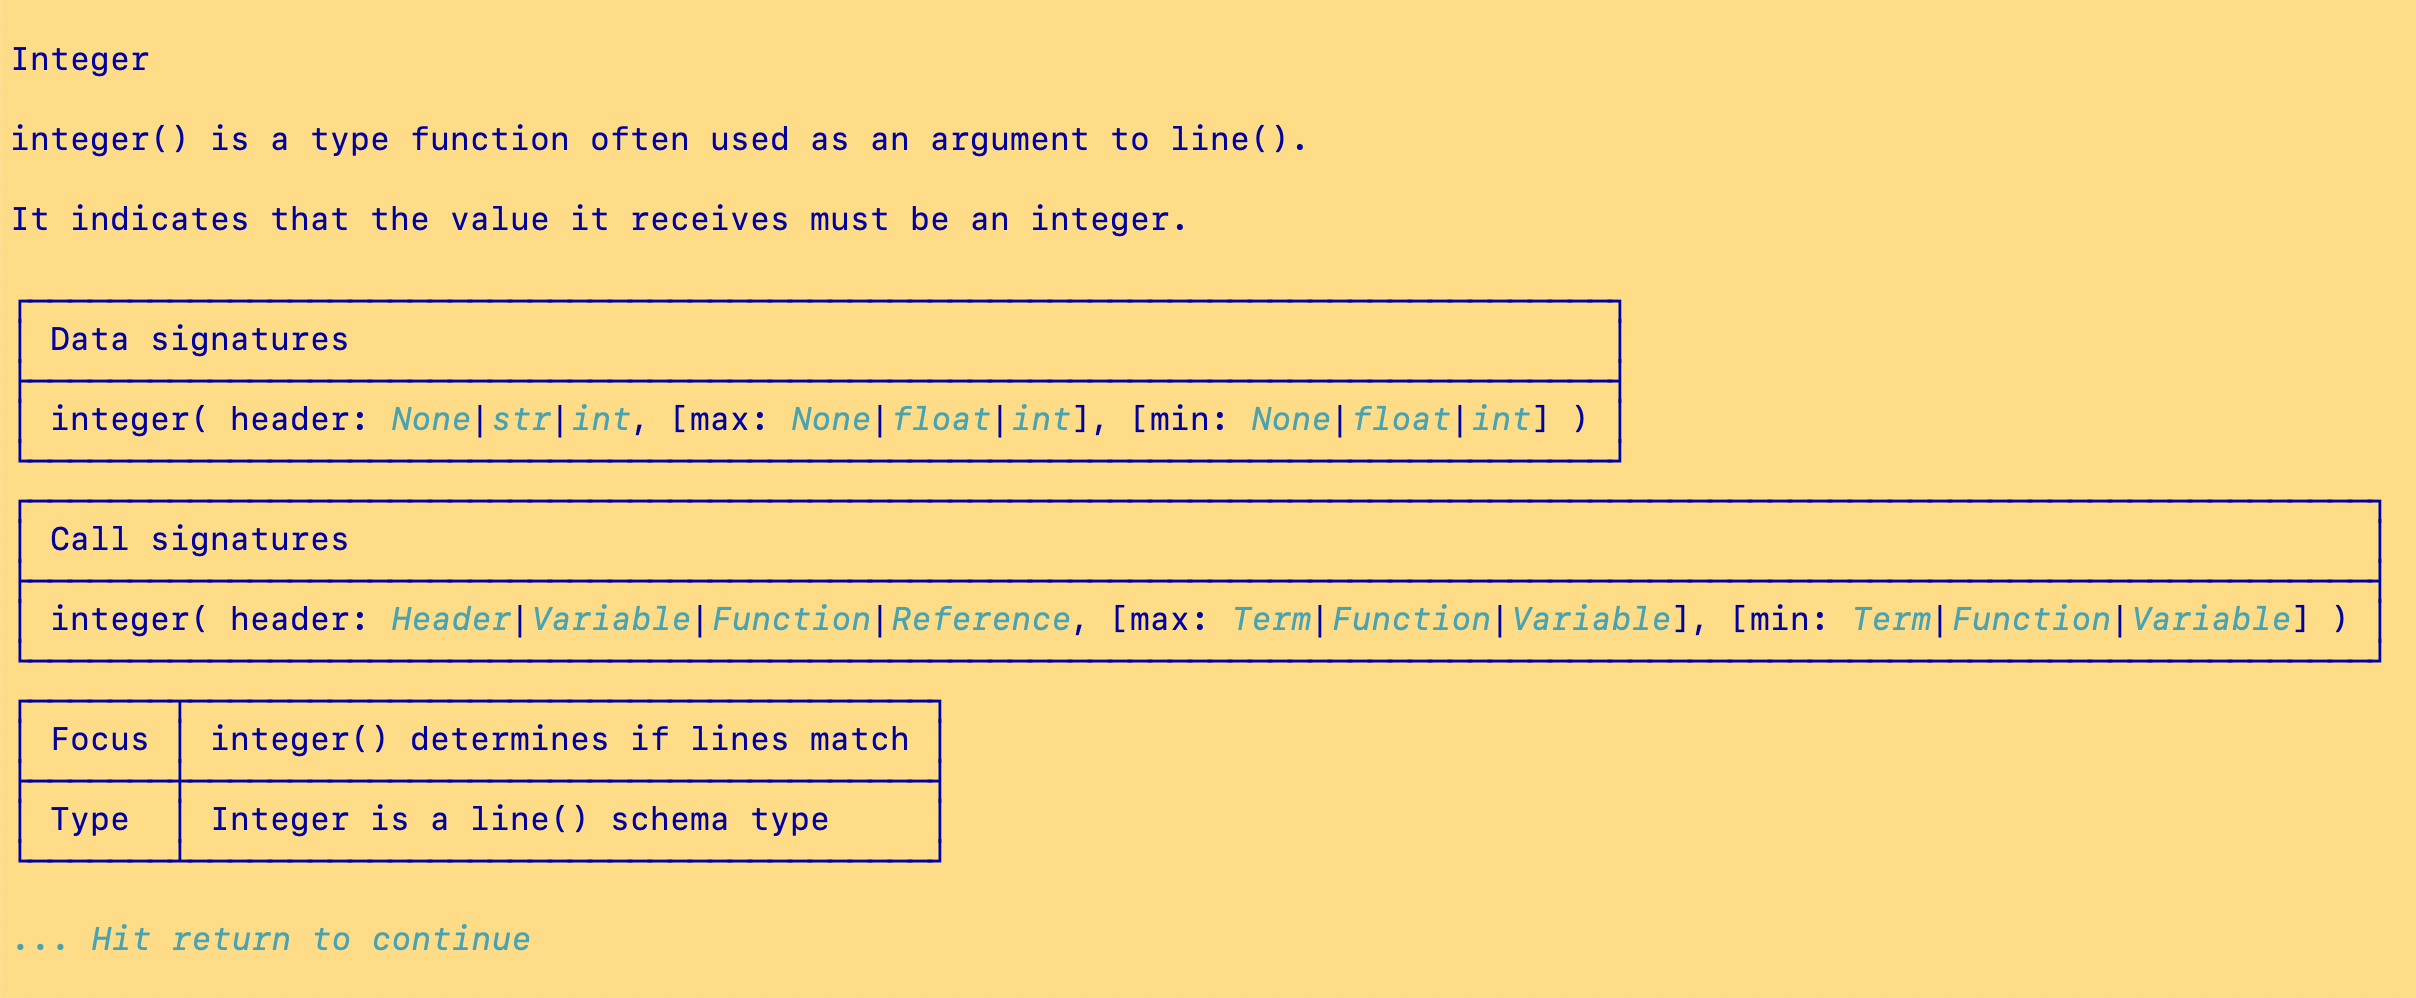 Integer
integer() is a type function often used as an argument to line().
It indicates that the value it receives must be an integer.
Data signatures
integer( header: None|str|int, [max: None|float|int], [min: None|float|int] )
Call signatures
integer( header: Header|Variable|Function|Reference, [max: Term|Function|Variable], [min: Term|Function|Variable] )
Focus integer() determines if lines match
Type Integer is a line() schema type
... Hit return to continue